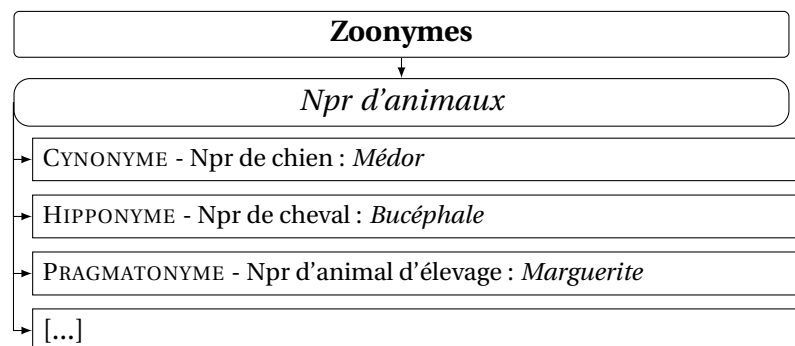 Zoonymes
Npr d'animaux
CYNONYME - Npr de chien : Médor
HIPPONYME - Npr de cheval : Bucéphale
PRAGMATONYME - Npr d'animal d'élevage : Marguerite
[...]